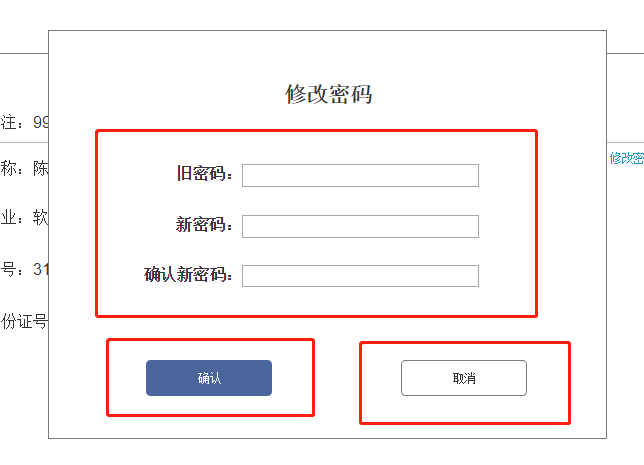 修改密码
注：99
修改密
旧密码：
称：陈
新密码：
业：软
确认新密码：
号：31
份证号
确认
取消